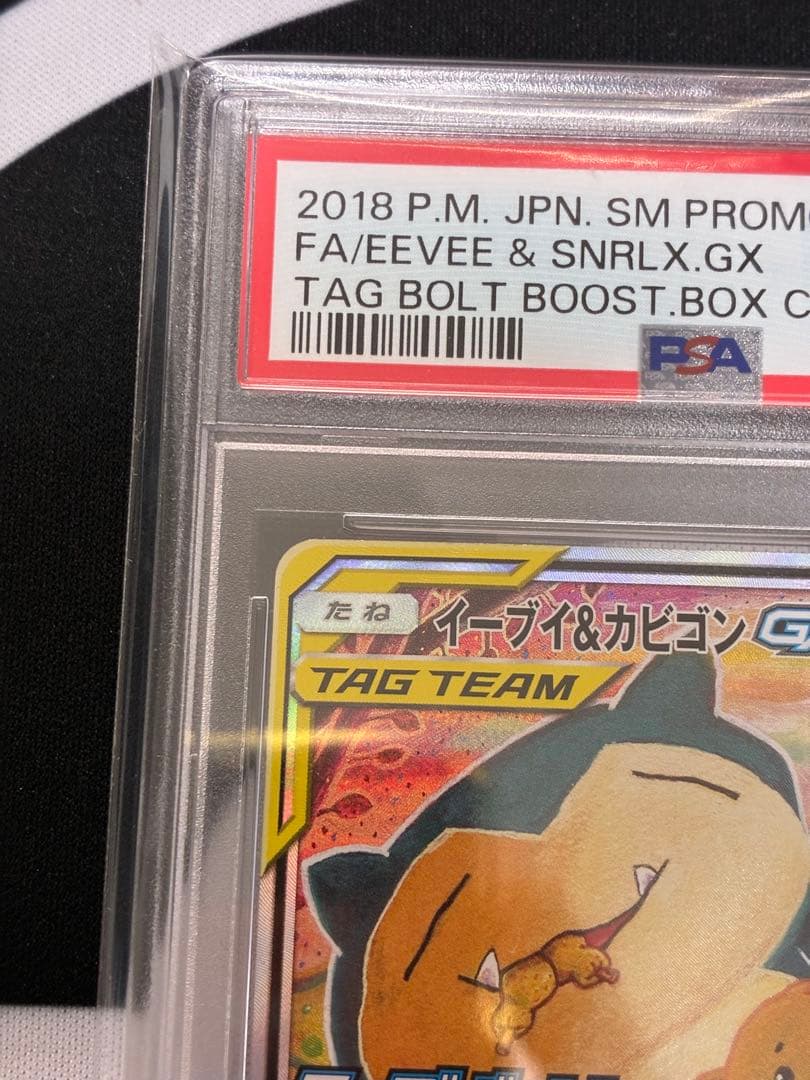 2018 P.M. JPN. SM PROMO
FA/EEVEE & SNRLX.GX
TAG BOLT BOOST.BOX C
PSA
たね
イーブイ&カビゴン GX
TAG TEAM